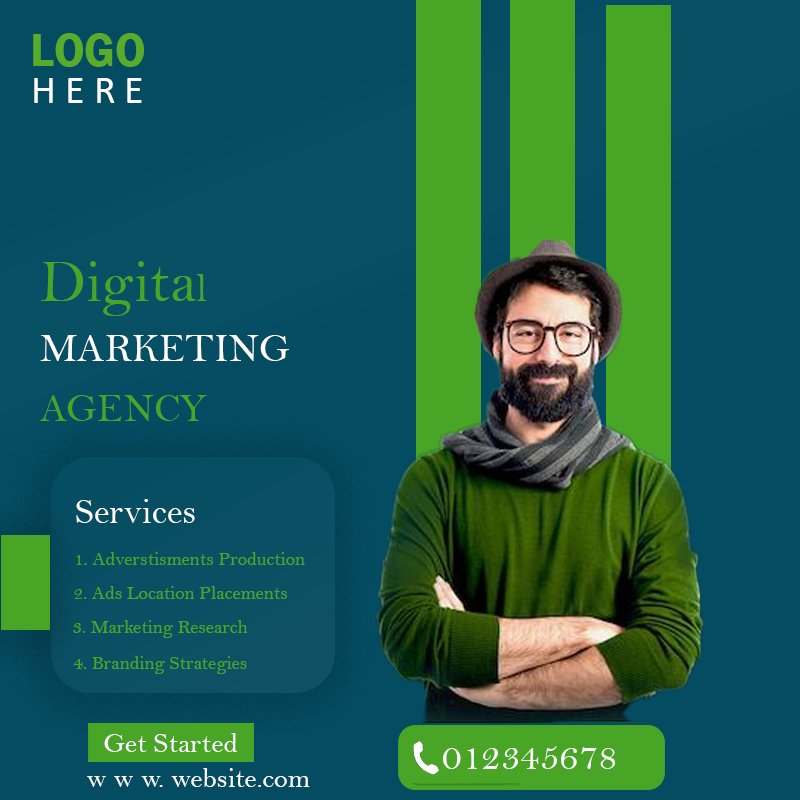 LOGO
HERE
Digital
MARKETING
AGENCY
Services
1. Adverstisments Production
2. Ads Location Placements
3. Marketing Research
4. Branding Strategies
Get Started
w w w. website.com
012345678